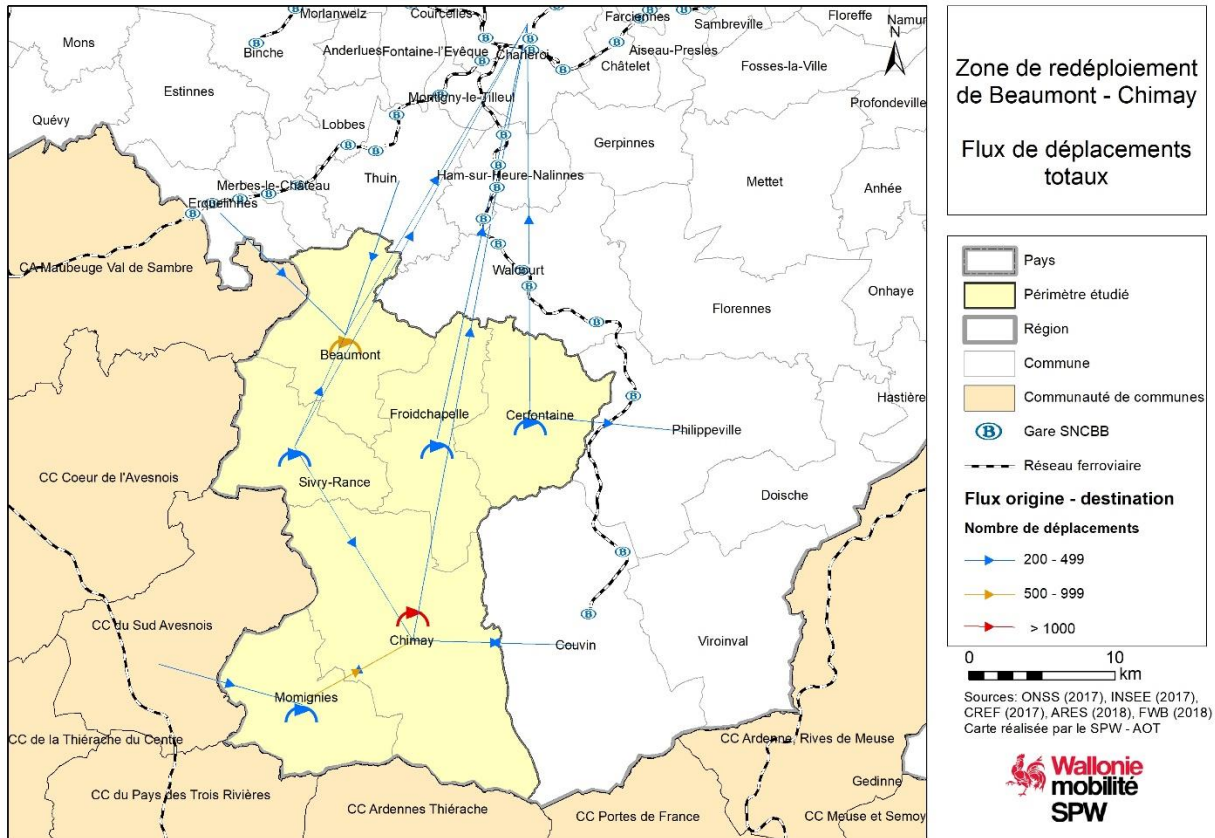 Morlanwelz
Courcelles
Farciennes
Sambreville
Floreffe
Namur
N
Mons
Binche
Anderlues
Fontaine-l'Evêque
Charleroi
Aiseau-Presles
Châtelet
Fosses-la-Ville
Estinnes
Montigny-le-Tilleul
Profondeville
Quévy
Lobbes
Gerpinnes
Thuin
Ham-sur-Heure-Nalinnes
Mettet
Anhée
Merbes-le-Château
Erquelinnes
CA Maubeuge Val de Sambre
Walcourt
Onhaye
Florennes
Beaumont
Hastière
Froidchapelle
Cerfontaine
Philippeville
CC Coeur de l'Avesnois
Sivry-Rance
Doische
CC du Sud Avesnois
Chimay
Couvin
Viroinval
Momignies
CC de la Thiérache du Centre
CC Ardenne, Rives de Meuse
Gedinne
CC du Pays des Trois Rivières
CC Ardennes Thiérache
CC Portes de France
CC Meuse et Semoy
Zone de redéploiement
de Beaumont - Chimay
Flux de déplacements
totaux
Pays
Périmètre étudié
Région
Commune
Communauté de communes
B Gare SNCBB
Réseau ferroviaire
Flux origine - destination
Nombre de déplacements
200 - 499
500 - 999
> 1000
0 10
km
Sources: ONSS (2017), INSEE (2017),
CREF (2017), ARES (2018), FWB (2018)
Carte réalisée par le SPW - AOT
Wallonie
mobilité
SPW